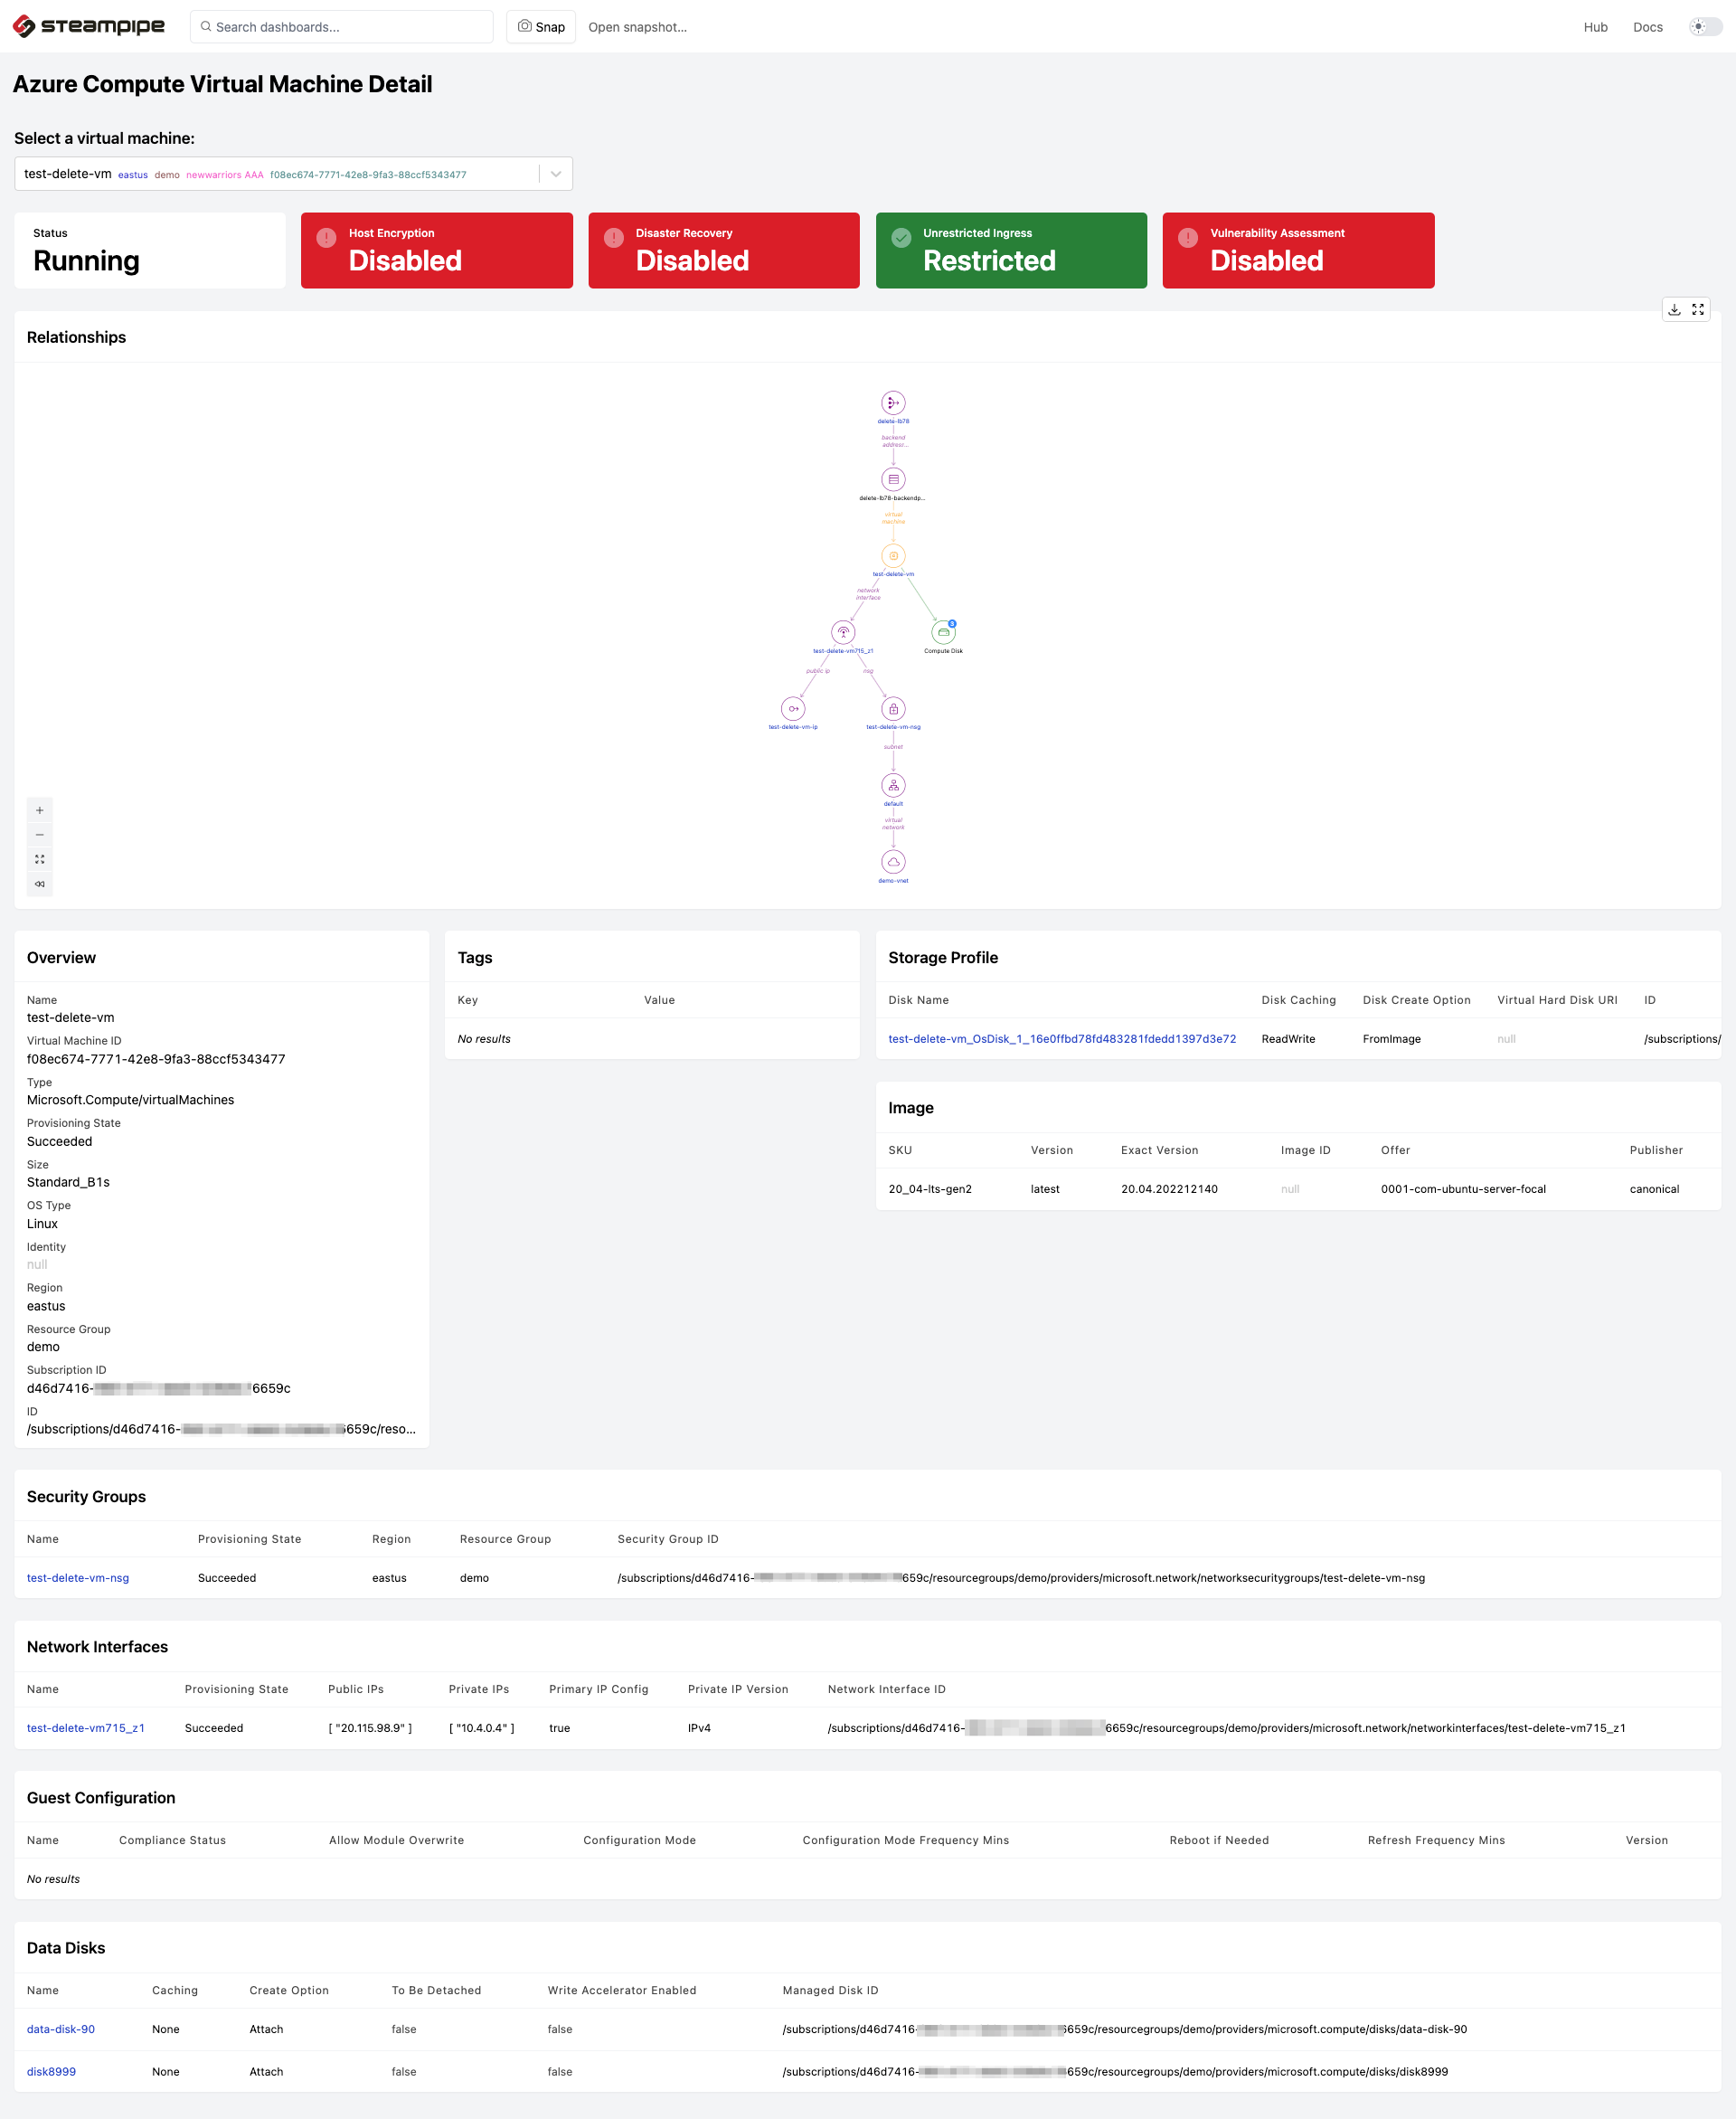 steampipe
Search dashboards...
Snap
Open snapshot...
Hub
Docs
Azure Compute Virtual Machine Detail
Select a virtual machine:
test-delete-vm eastus demo newwarriors AAA f08ec674-7771-42e8-9fa3-88ccf5343477
Status
Running
Host Encryption
Disabled
Disaster Recovery
Disabled
Unrestricted Ingress
Restricted
Vulnerability Assessment
Disabled
Relationships
delete-lb78
backend
addresr...
delete-lb78-backendp...
virtual
machine
test-delete-vm
network
interface
test-delete-vm715_z1
3
Compute Disk
public ip
nsg
test-delete-vm-ip
test-delete-vm-nsg
subnet
default
virtual
network
demo-vnet
Overview
Name
test-delete-vm
Virtual Machine ID
f08ec674-7771-42e8-9fa3-88ccf5343477
Type
Microsoft.Compute/virtualMachines
Provisioning State
Succeeded
Size
Standard_B1s
OS Type
Linux
Identity
null
Region
eastus
Resource Group
demo
Subscription ID
d46d7416- 6659c
ID
/subscriptions/d46d7416- 6659c/reso...
Tags
Key Value
No results
Storage Profile
Disk Name Disk Caching Disk Create Option Virtual Hard Disk URI ID
test-delete-vm_OsDisk_1_16e0ffbd78fd483281fdedd1397d3e72 ReadWrite FromImage null /subscriptions/
Image
SKU Version Exact Version Image ID Offer Publisher
20_04-lts-gen2 latest 20.04.202212140 null 0001-com-ubuntu-server-focal canonical
Security Groups
Name Provisioning State Region Resource Group Security Group ID
test-delete-vm-nsg Succeeded eastus demo /subscriptions/d46d7416- 659c/resourcegroups/demo/providers/microsoft.network/networksecuritygroups/test-delete-vm-nsg
Network Interfaces
Name Provisioning State Public IPs Private IPs Primary IP Config Private IP Version Network Interface ID
test-delete-vm715_z1 Succeeded [ "20.115.98.9" ] [ "10.4.0.4" ] true IPv4 /subscriptions/d46d7416- 6659c/resourcegroups/demo/providers/microsoft.network/networkinterfaces/test-delete-vm715_z1
Guest Configuration
Name Compliance Status Allow Module Overwrite Configuration Mode Configuration Mode Frequency Mins Reboot if Needed Refresh Frequency Mins Version
No results
Data Disks
Name Caching Create Option To Be Detached Write Accelerator Enabled Managed Disk ID
data-disk-90 None Attach false false /subscriptions/d46d7416- 6659c/resourcegroups/demo/providers/microsoft.compute/disks/data-disk-90
disk8999 None Attach false false /subscriptions/d46d7416- 659c/resourcegroups/demo/providers/microsoft.compute/disks/disk8999